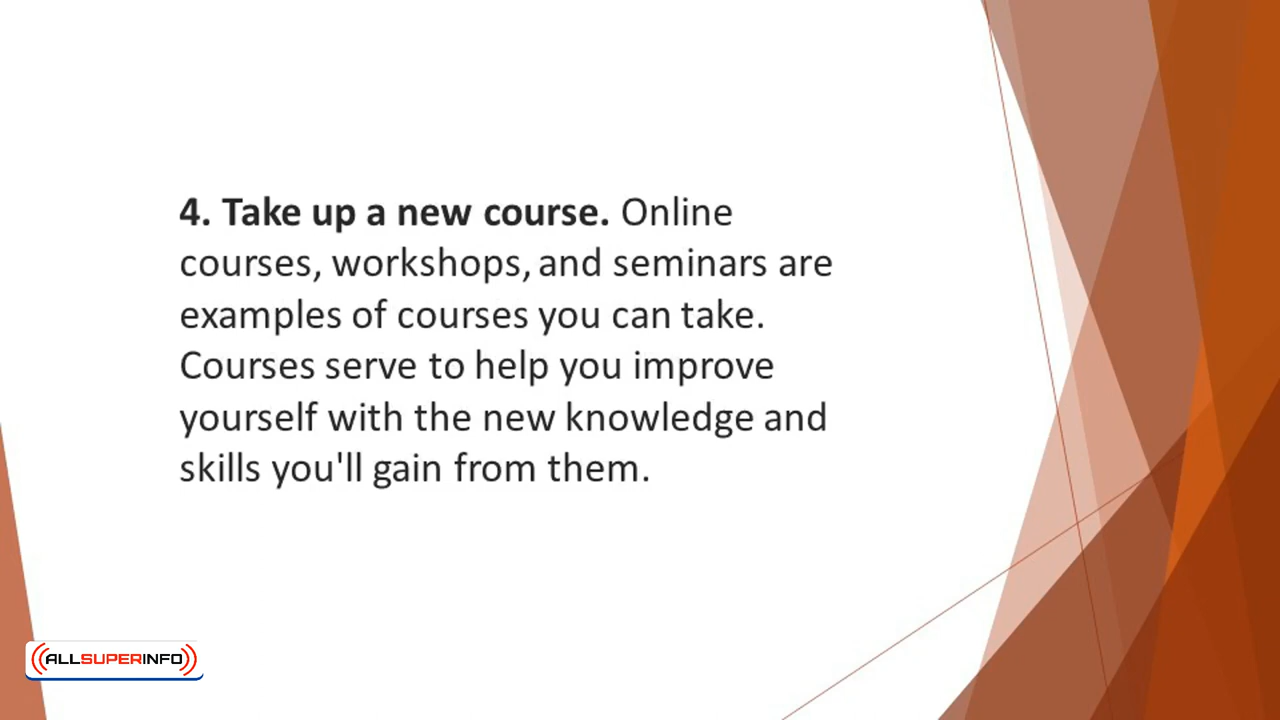 4. Take up a new course. Online
courses, workshops, and seminars are
examples of courses you can take.
Courses serve to help you improve
yourself with the new knowledge and
skills you'll gain from them.
ALLSUPERINFO